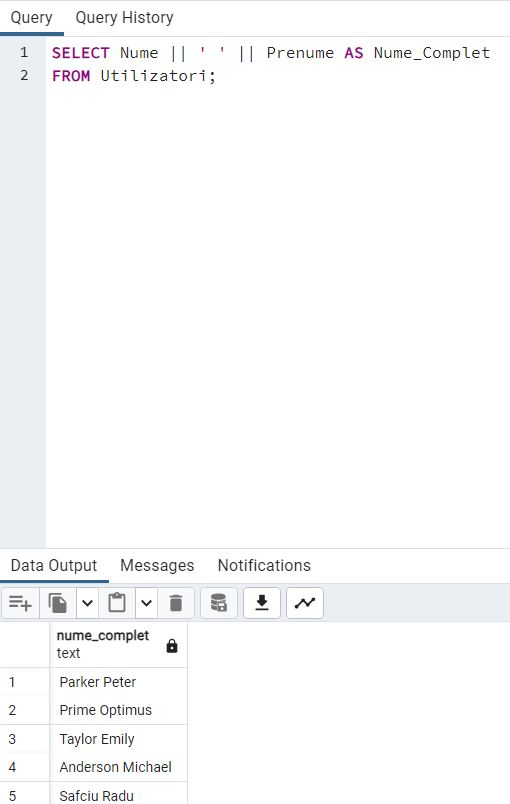 Query Query History
1 SELECT Nume || ' ' || Prenume AS Nume_Complet
2 FROM Utilizatori;
Data Output Messages Notifications
nume_complet
text
1 Parker Peter
2 Prime Optimus
3 Taylor Emily
4 Anderson Michael
5 Safciu Radu